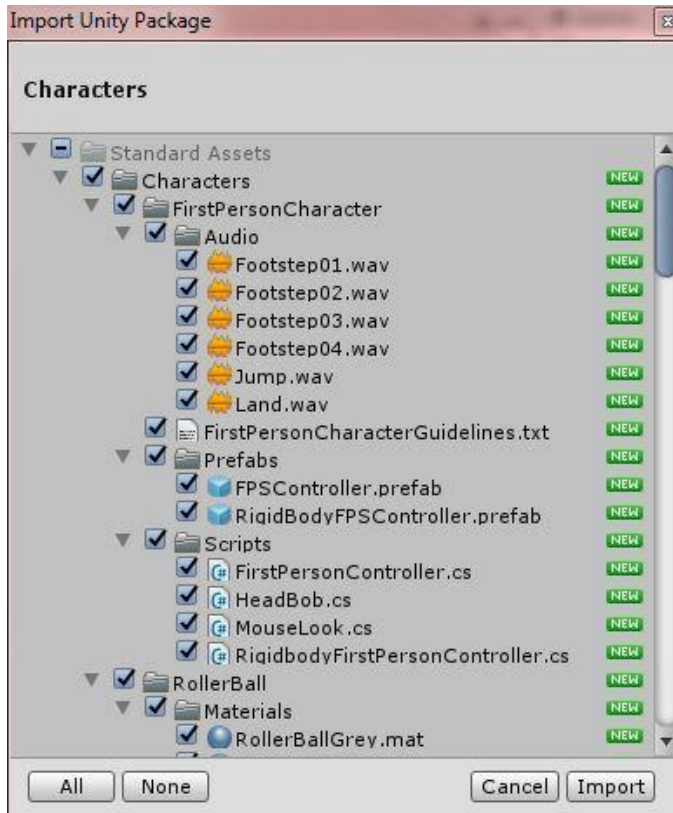 Import Unity Package
Characters
Standard Assets
Characters NEW
FirstPersonCharacter NEW
Audio NEW
Footstep01.wav NEW
Footstep02.wav NEW
Footstep03.wav NEW
Footstep04.wav NEW
Jump.wav NEW
Land.wav NEW
FirstPersonCharacterGuidelines.txt NEW
Prefabs NEW
FPSController.prefab NEW
RigidBodyFPSController.prefab NEW
Scripts NEW
FirstPersonController.cs NEW
HeadBob.cs NEW
MouseLook.cs NEW
RigidbodyFirstPersonController.cs NEW
RollerBall NEW
Materials NEW
RollerBallGrey.mat NEW
All None Cancel Import